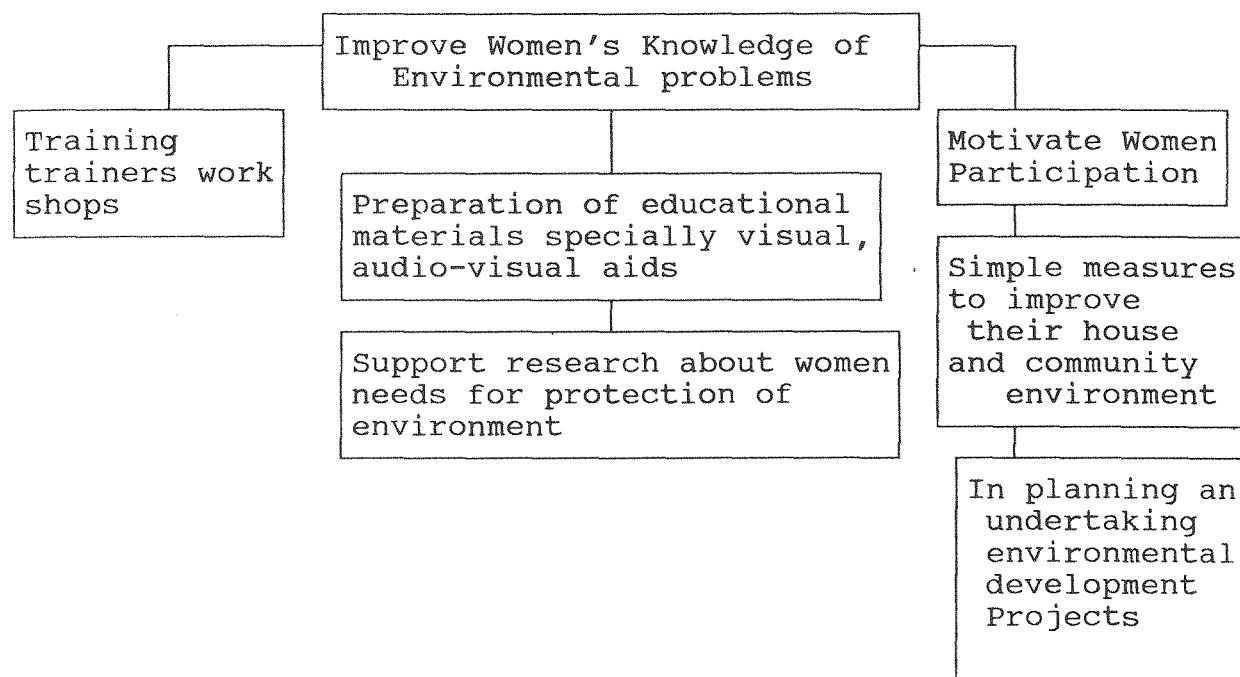 Improve Women's Knowledge of
Environmental problems
Training
trainers work
shops
Preparation of educational
materials specially visual,
audio-visual aids
Support research about women
needs for protection of
environment
Motivate Women
Participation
Simple measures
to improve
their house
and community
environment
In planning an
undertaking
environmental
development
Projects